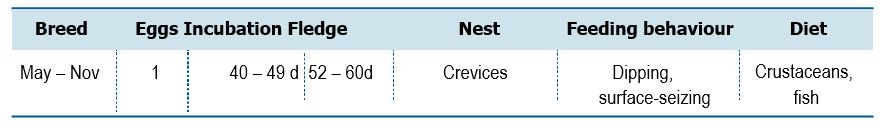 Breed Eggs Incubation Fledge Nest Feeding behaviour Diet
May – Nov 1 40 – 49 d 52 – 60d Crevices Dipping, Crustaceans,
surface-seizing fish